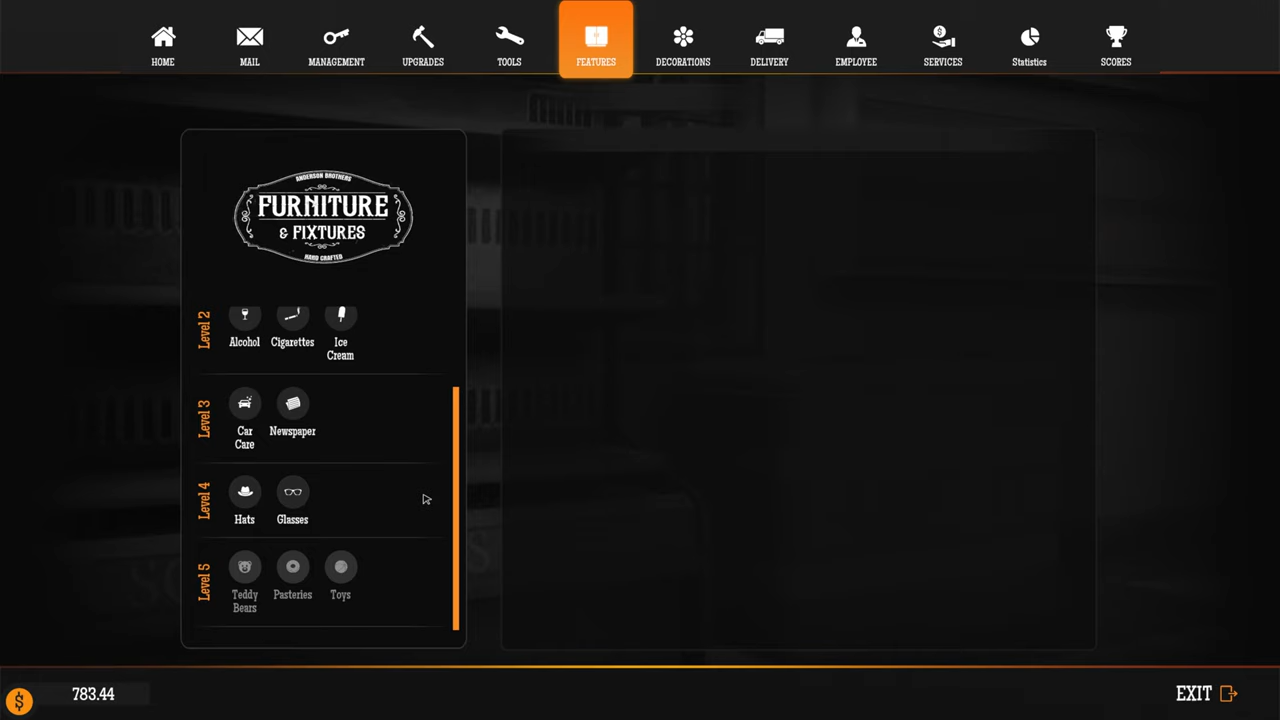 HOME
MAIL
MANAGEMENT
UPGRADES
TOOLS
FEATURES
DECORATIONS
DELIVERY
EMPLOYEE
SERVICES
Statistics
SCORES
ANDERSON BROTHERS
FURNITURE
& FIXTURES
HARD CRAFTED
Level 2
Alcohol
Cigarettes
Ice
Cream
Level 3
Car
Care
Newspaper
Level 4
Hats
Glasses
Level 5
Teddy
Bears
Pasteries
Toys
$ 783.44
EXIT